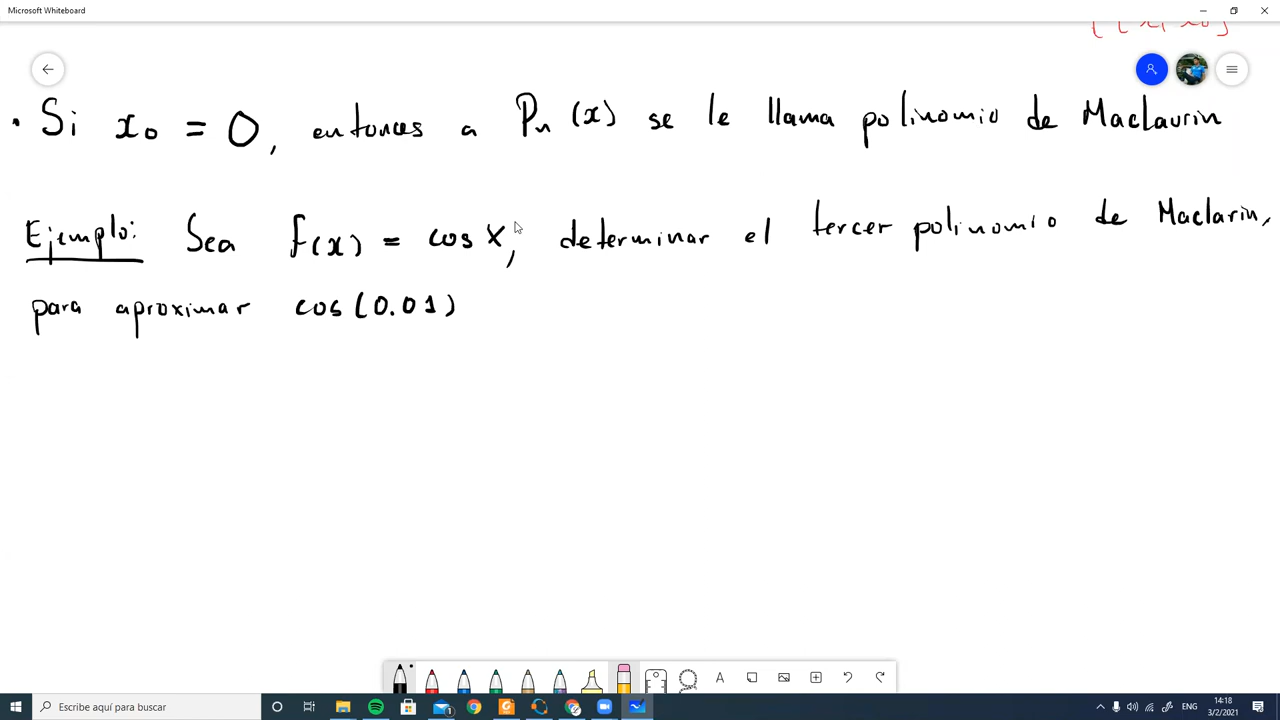 Microsoft Whiteboard
• Si x₀ = 0, entonces a Pₙ(x) se le llama polinomio de Maclaurin
Ejemplo: Sea f(x) = cos x, determinar el tercer polinomio de Maclarin,
para aproximar cos(0.01)
Escribe aquí para buscar
ENG
14:18
3/2/2021